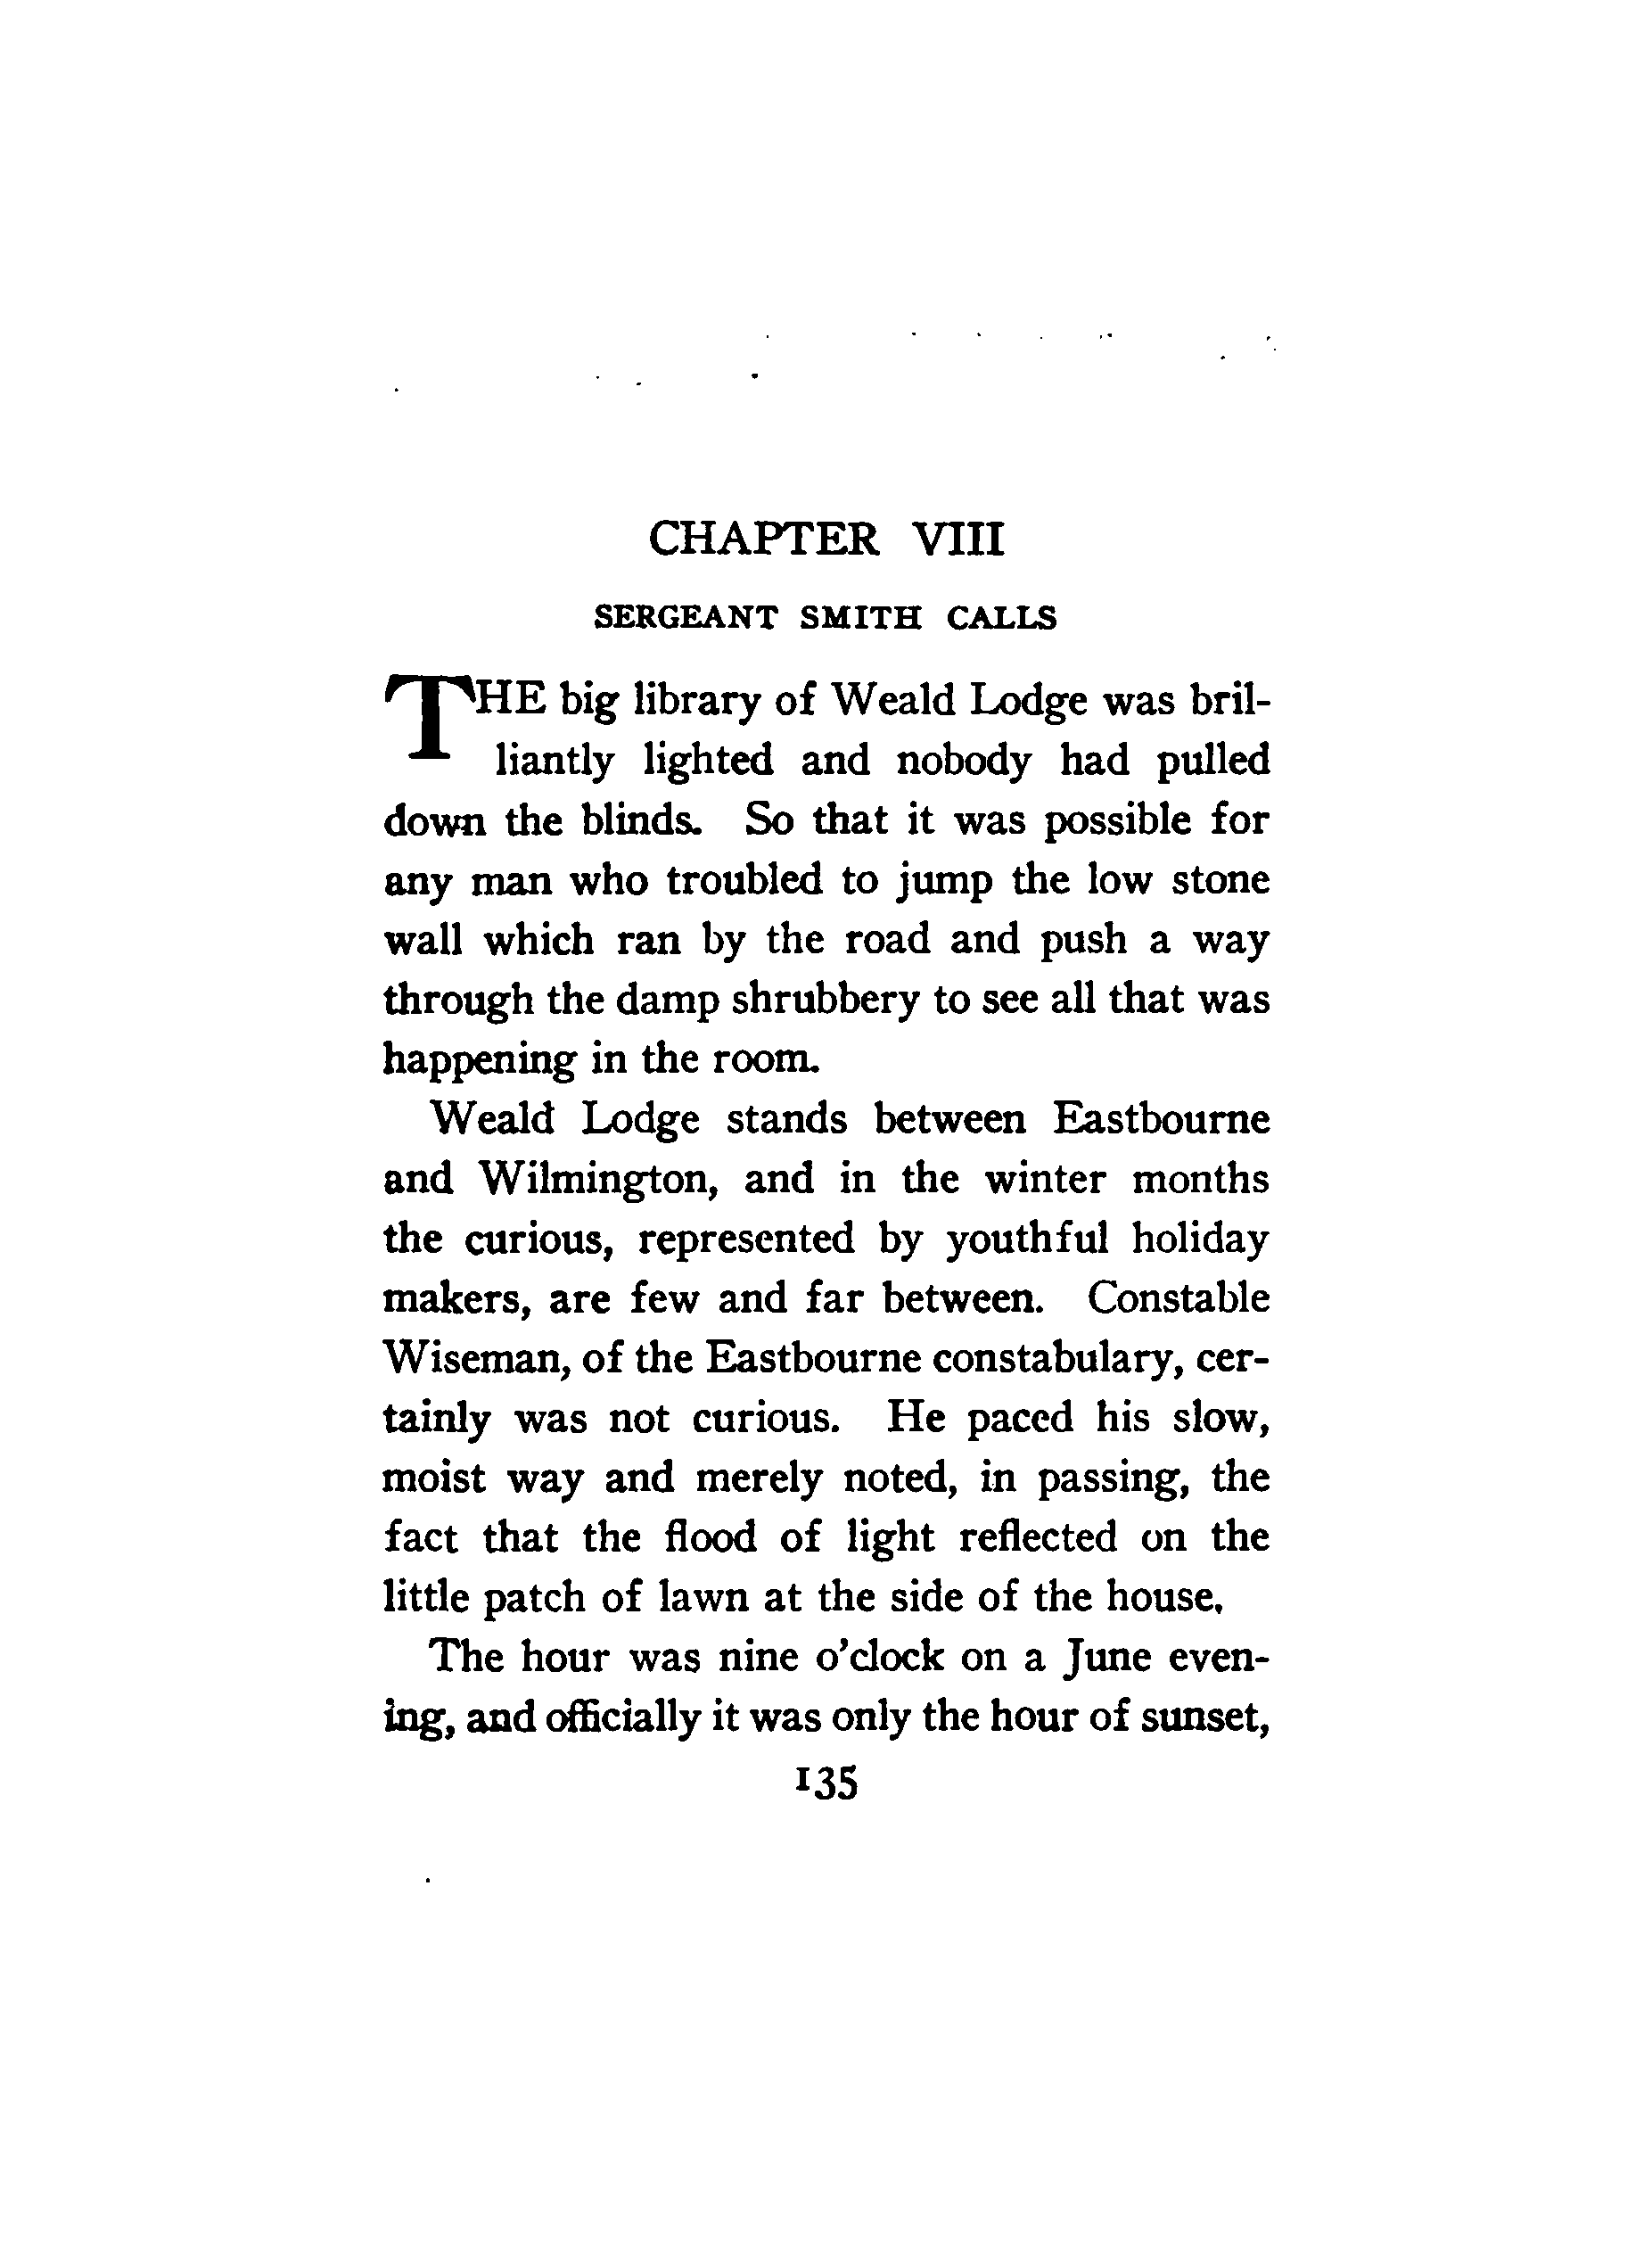 CHAPTER VIII
SERGEANT SMITH CALLS
THE big library of Weald Lodge was bril-
liantly lighted and nobody had pulled
down the blinds. So that it was possible for
any man who troubled to jump the low stone
wall which ran by the road and push a way
through the damp shrubbery to see all that was
happening in the room.
Weald Lodge stands between Eastbourne
and Wilmington, and in the winter months
the curious, represented by youthful holiday
makers, are few and far between. Constable
Wiseman, of the Eastbourne constabulary, cer-
tainly was not curious. He paced his slow,
moist way and merely noted, in passing, the
fact that the flood of light reflected on the
little patch of lawn at the side of the house,
The hour was nine o'clock on a June even-
ing, and officially it was only the hour of sunset,
135